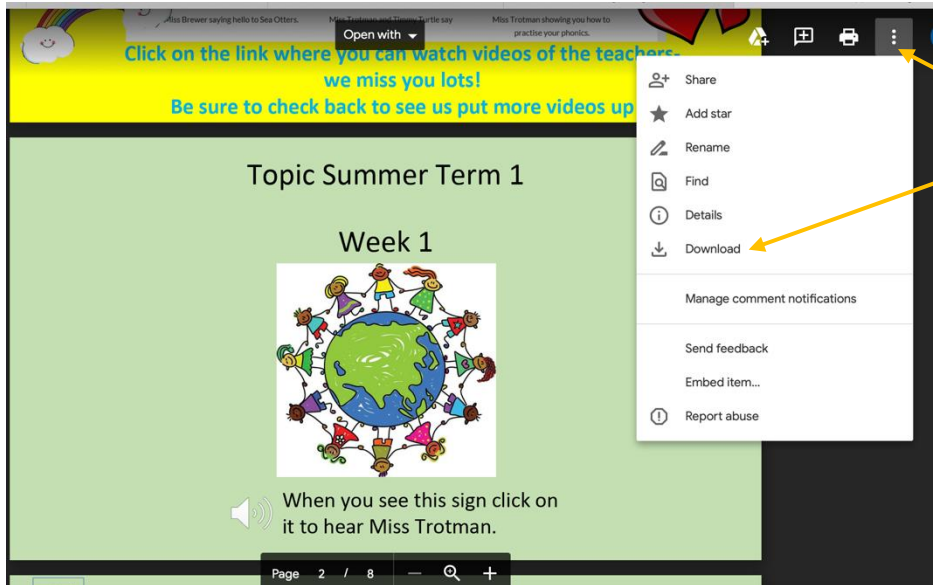 Miss Brewer saying hello to Sea Otters.
Miss Trotman and Timmy Turtle say
Miss Trotman showing you how to
practise your phonics.
Open with
Click on the link where you can watch videos of the teachers-
we miss you lots!
Be sure to check back to see us put more videos up
Topic Summer Term 1
Week 1
When you see this sign click on
it to hear Miss Trotman.
Page 2 / 8
Share
Add star
Rename
Find
Details
Download
Manage comment notifications
Send feedback
Embed item...
Report abuse